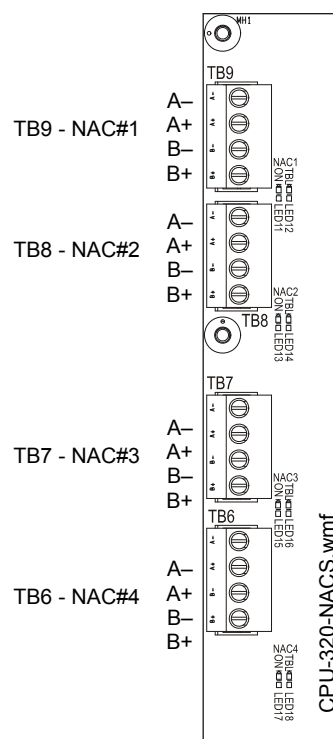 MH1
TB9
TB9 - NAC#1
A–
A+
B–
B+
A-
A+
B-
B+
NAC1
ON
TBL
LED11
LED12
TB8 - NAC#2
A–
A+
B–
B+
A-
A+
B-
B+
NAC2
ON
TBL
LED13
LED14
TB8
TB7
TB7 - NAC#3
A–
A+
B–
B+
A-
A+
B-
B+
NAC3
ON
TBL
LED15
LED16
TB6
TB6 - NAC#4
A–
A+
B–
B+
A-
A+
B-
B+
NAC4
ON
TBL
LED17
LED18
CPU-320-NACS.wmf